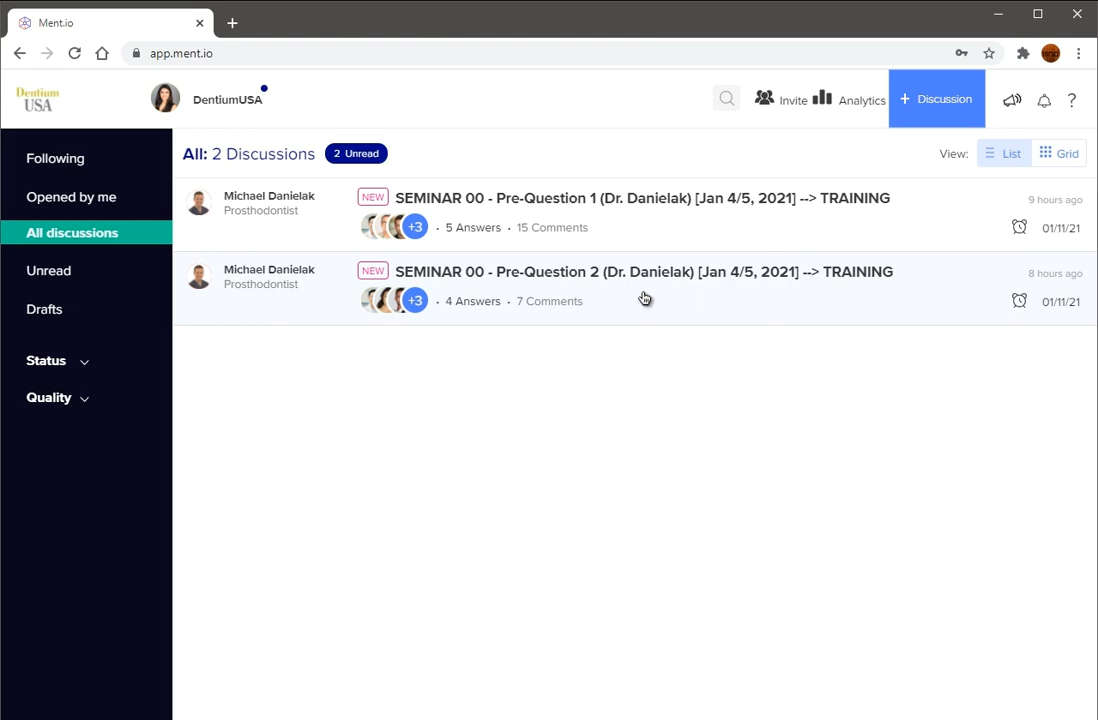 Ment.io
app.ment.io
Dentium
USA
DentiumUSA
Invite
Analytics
+ Discussion
?
Following
Opened by me
All discussions
Unread
Drafts
Status
Quality
All: 2 Discussions
2 Unread
View:
List
Grid
Michael Danielak
Prosthodontist
NEW
SEMINAR 00 - Pre-Question 1 (Dr. Danielak) [Jan 4/5, 2021] --> TRAINING
9 hours ago
+3
· 5 Answers · 15 Comments
01/11/21
Michael Danielak
Prosthodontist
NEW
SEMINAR 00 - Pre-Question 2 (Dr. Danielak) [Jan 4/5, 2021] --> TRAINING
8 hours ago
+3
· 4 Answers · 7 Comments
01/11/21